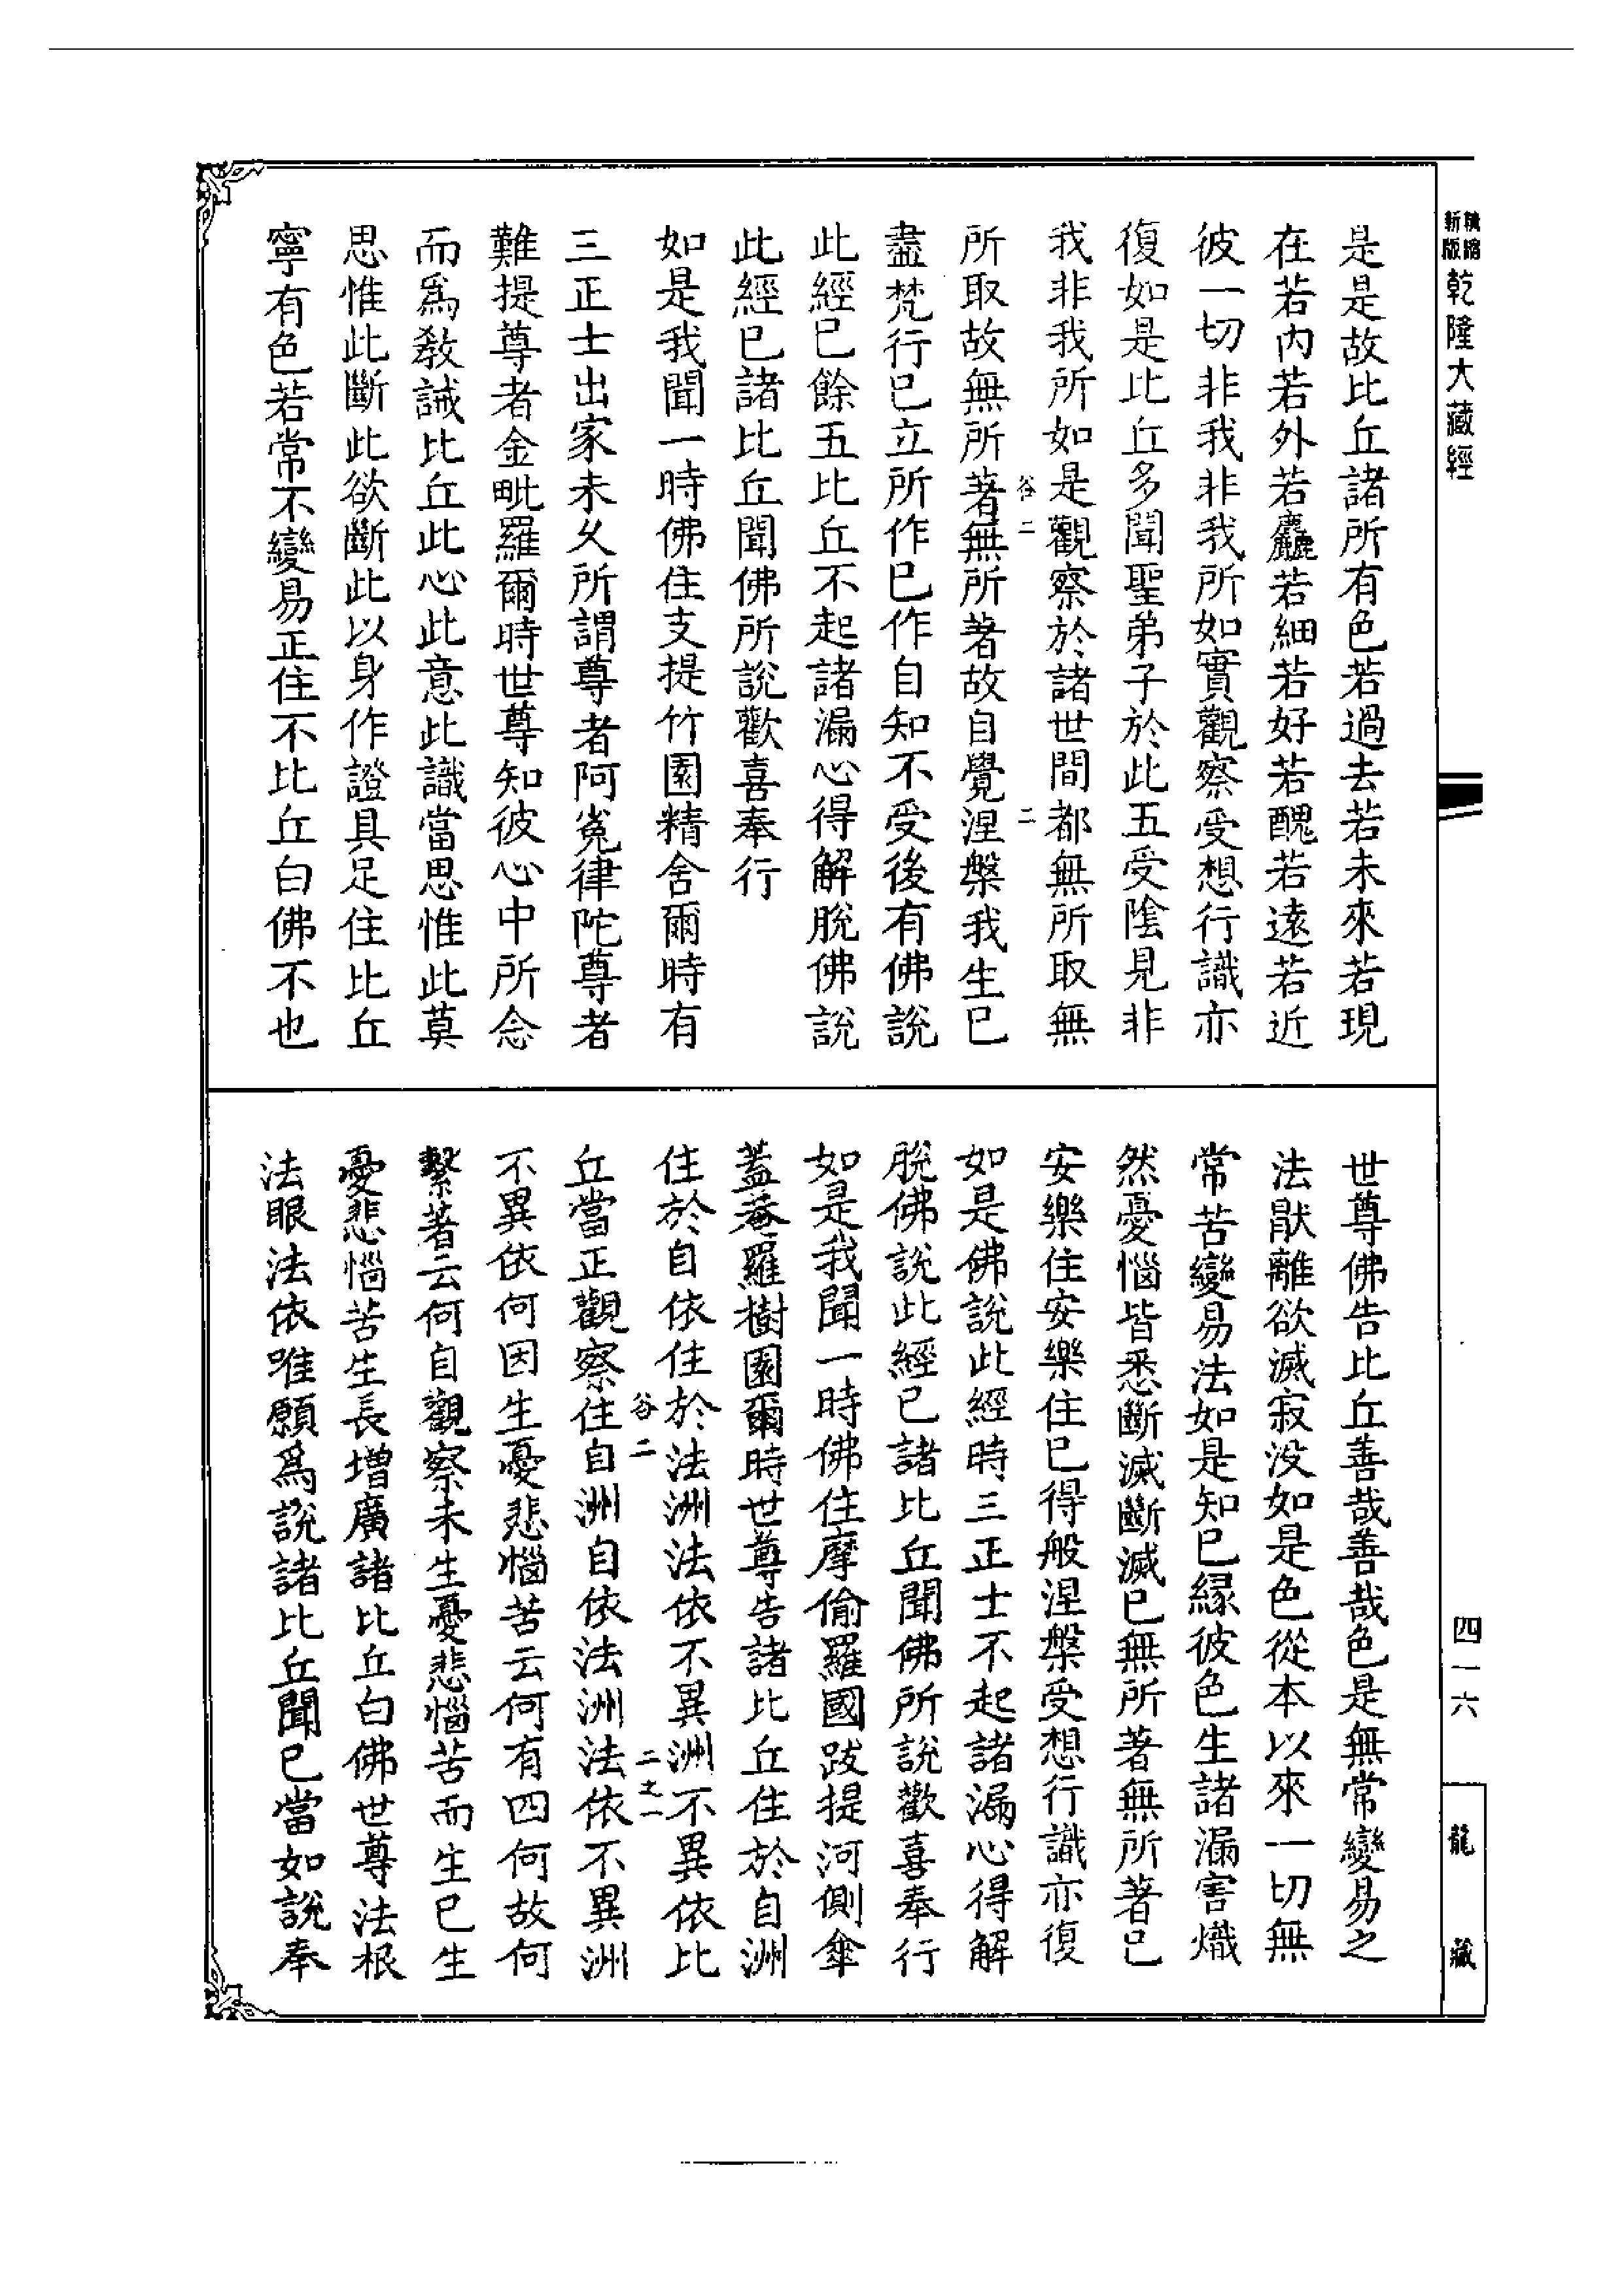 精縮
新版
乾隆大藏經
是是故比丘諸所有色若過去若未來若現
在若內若外若麤若細若好若醜若遠若近
彼一切非我非我所如實觀察受想行識亦
復如是比丘多聞聖弟子於此五受陰見非
我非我所如是觀察於諸世間都無所取無
谷二
二
所取故無所著無所著故自覺涅槃我生已
盡梵行已立所作已作自知不受後有佛說
此經已餘五比丘不起諸漏心得解脫佛說
此經已諸比丘聞佛所說歡喜奉行
如是我聞一時佛住支提竹園精舍爾時有
三正士出家未久所謂尊者阿㝹律陀尊者
難提尊者金毗羅爾時世尊知彼心中所念
而為教誡比丘此心此意此識當思惟此莫
思惟此斷此欲斷此以身作證具足住比丘
寧有色若常不變易正住不比丘白佛不也
世尊佛告比丘善哉善哉色是無常變易之
法猒離欲滅寂没如是色從本以來一切無
常苦變易法如是知已緣彼色生諸漏害熾
然憂惱皆悉斷滅斷滅已無所著無所著已
安樂住安樂住已得般涅槃受想行識亦復
如是佛說此經時三正士不起諸漏心得解
脫佛說此經已諸比丘聞佛所說歡喜奉行
如是我聞一時佛住摩偷羅國跋提河側傘
蓋菴羅樹園爾時世尊告諸比丘住於自洲
住於自依住於法洲法依不異洲不異依比
谷二
二丈一
丘當正觀察住自洲自依法洲法依不異洲
不異依何因生憂悲惱苦云何有四何故何
繫著云何自觀察未生憂悲惱苦而生已生
憂悲惱苦生長增廣諸比丘白佛世尊法根
法眼法依唯願為說諸比丘聞已當如說奉
四一六
龍藏